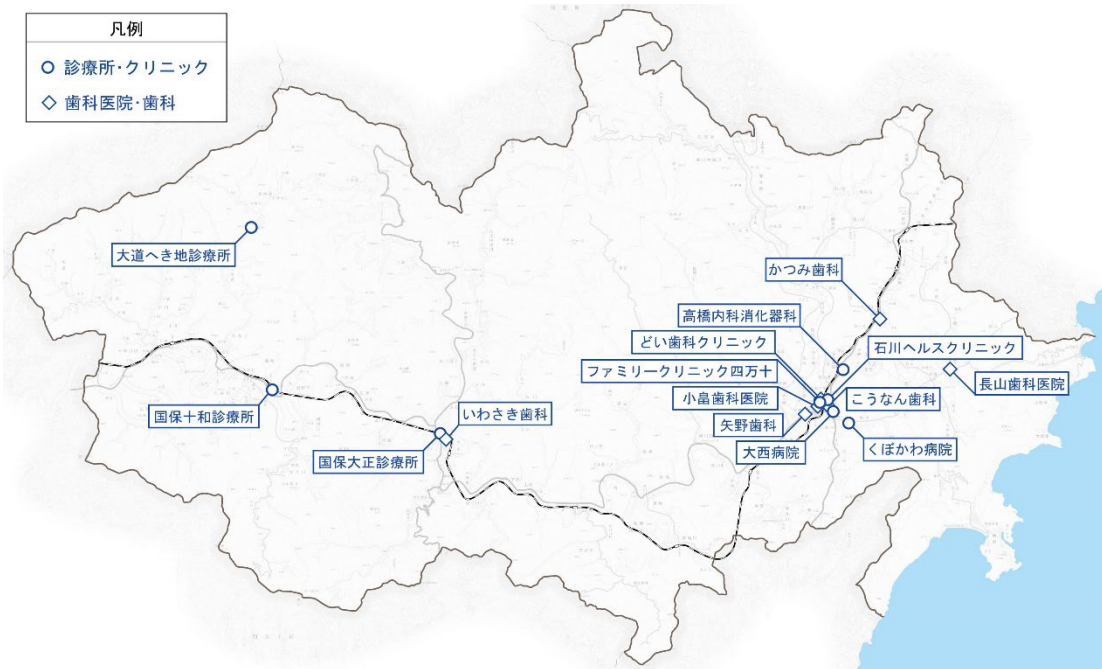 凡例
診療所・クリニック
歯科医院・歯科
大道へき地診療所
かつみ歯科
高橋内科消化器科
どい歯科クリニック
石川ヘルスクリニック
ファミリークリニック四万十
長山歯科医院
小畠歯科医院
こうなん歯科
国保十和診療所
いわさき歯科
矢野歯科
大西病院
くぼかわ病院
国保大正診療所